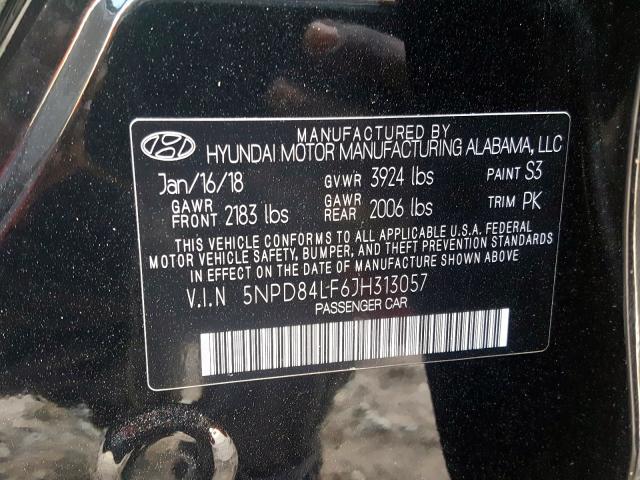 MANUFACTURED BY
HYUNDAI MOTOR MANUFACTURING ALABAMA, LLC
Jan/16/18 GVWR 3924 lbs PAINT S3
GAWR FRONT 2183 lbs GAWR REAR 2006 lbs TRIM PK
THIS VEHICLE CONFORMS TO ALL APPLICABLE U.S.A. FEDERAL
MOTOR VEHICLE SAFETY, BUMPER, AND THEFT PREVENTION STANDARDS
IN EFFECT ON THE DATE OF MANUFACTURE SHOWN ABOVE.
V.I.N 5NPD84LF6JH313057
PASSENGER CAR